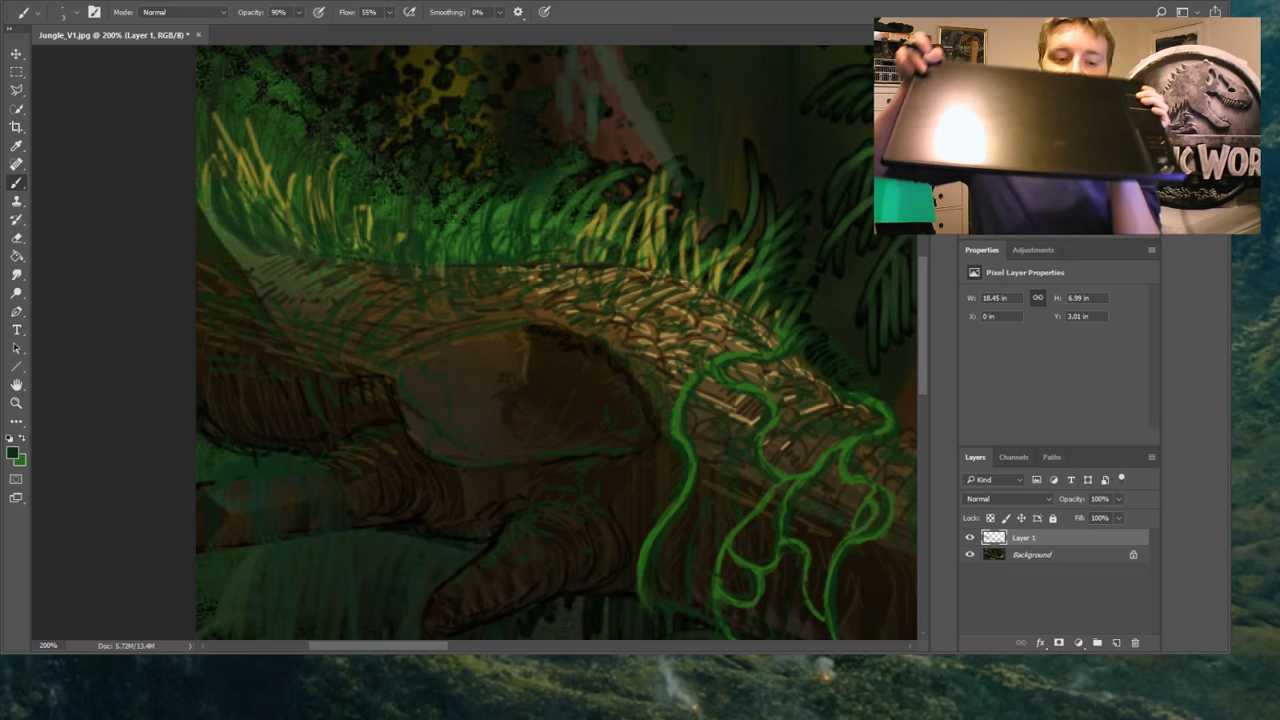 3 Mode: Normal Opacity: 90% Flow: 55% Smoothing: 0%
Jungle_V1.jpg @ 200% (Layer 1, RGB/8) * ×
WOR
Properties Adjustments
Pixel Layer Properties
W: 18.45 in H: 6.99 in
X: 0 in Y: 3.01 in
Layers Channels Paths
Kind
Normal Opacity: 100%
Lock: Fill: 100%
Layer 1
Background
200% Doc: 5.72M/13.4M